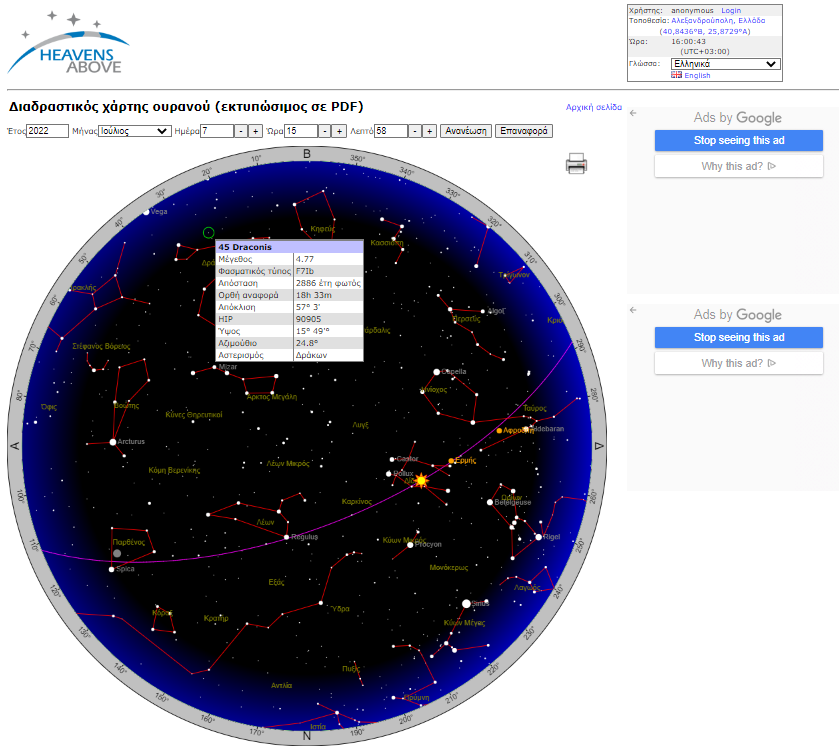 HEAVENS
ABOVE
Χρήστης: anonymous Login
Τοποθεσία: Αλεξανδρούπολη, Ελλάδα
(40,8436°B, 25,8729°A)
Ώρα: 16:00:43
(UTC+03:00)
Γλώσσα: Ελληνικά
English
Διαδραστικός χάρτης ουρανού (εκτυπώσιμος σε PDF)
Αρχική σελίδα
Έτος 2022 Μήνας Ιούλιος Ημέρα 7 - + Ώρα 15 - + Λεπτό 58 - + Ανανέωση Επαναφορά
Ads by Google
Stop seeing this ad
Why this ad?
Ads by Google
Stop seeing this ad
Why this ad?
B
10°
20°
30°
40°
60°
70°
80°
A
100°
110°
120°
130°
140°
160°
170°
N
190°
200°
210°
220°
230°
240°
250°
260°
Δ
280°
290°
310°
320°
330°
340°
350°
Vega
Κηφεύς
Κασσιόπη
45 Draconis
Μέγεθος 4.77
Φασματικός τύπος F7Ib
Απόσταση 2886 έτη φωτός
Ορθή αναφορά 18h 33m
Απόκλιση 57° 3'
HIP 90905
Ύψος 15° 49'°
Αζιμούθιο 24.8°
Αστερισμός Δράκων
Τρίγωνον
Algol
Περσεύς
Κριός
Στέφανος Βόρειος
Mizar
Άρκτος Μεγάλη
Capella
Ηνίοχος
Βοώτης
Όφις
Κύνες Θηρευτικοί
Λυγξ
Ταύρος
Αφροδίτη
Aldebaran
Arcturus
Κόμη Βερενίκης
Λέων Μικρός
Castor
Pollux
Ερμής
Καρκίνος
Ωρίων
Betelgeuse
Λέων
Regulus
Παρθένος
Spica
Κύων Μικρός
Procyon
Rigel
Μονόκερως
Εξάς
Λαγωός
Ύδρα
Sirius
Κόραξ
Κρατήρ
Κύων Μέγας
Πυξίς
Αντλία
Πρύμνη
Ιστία